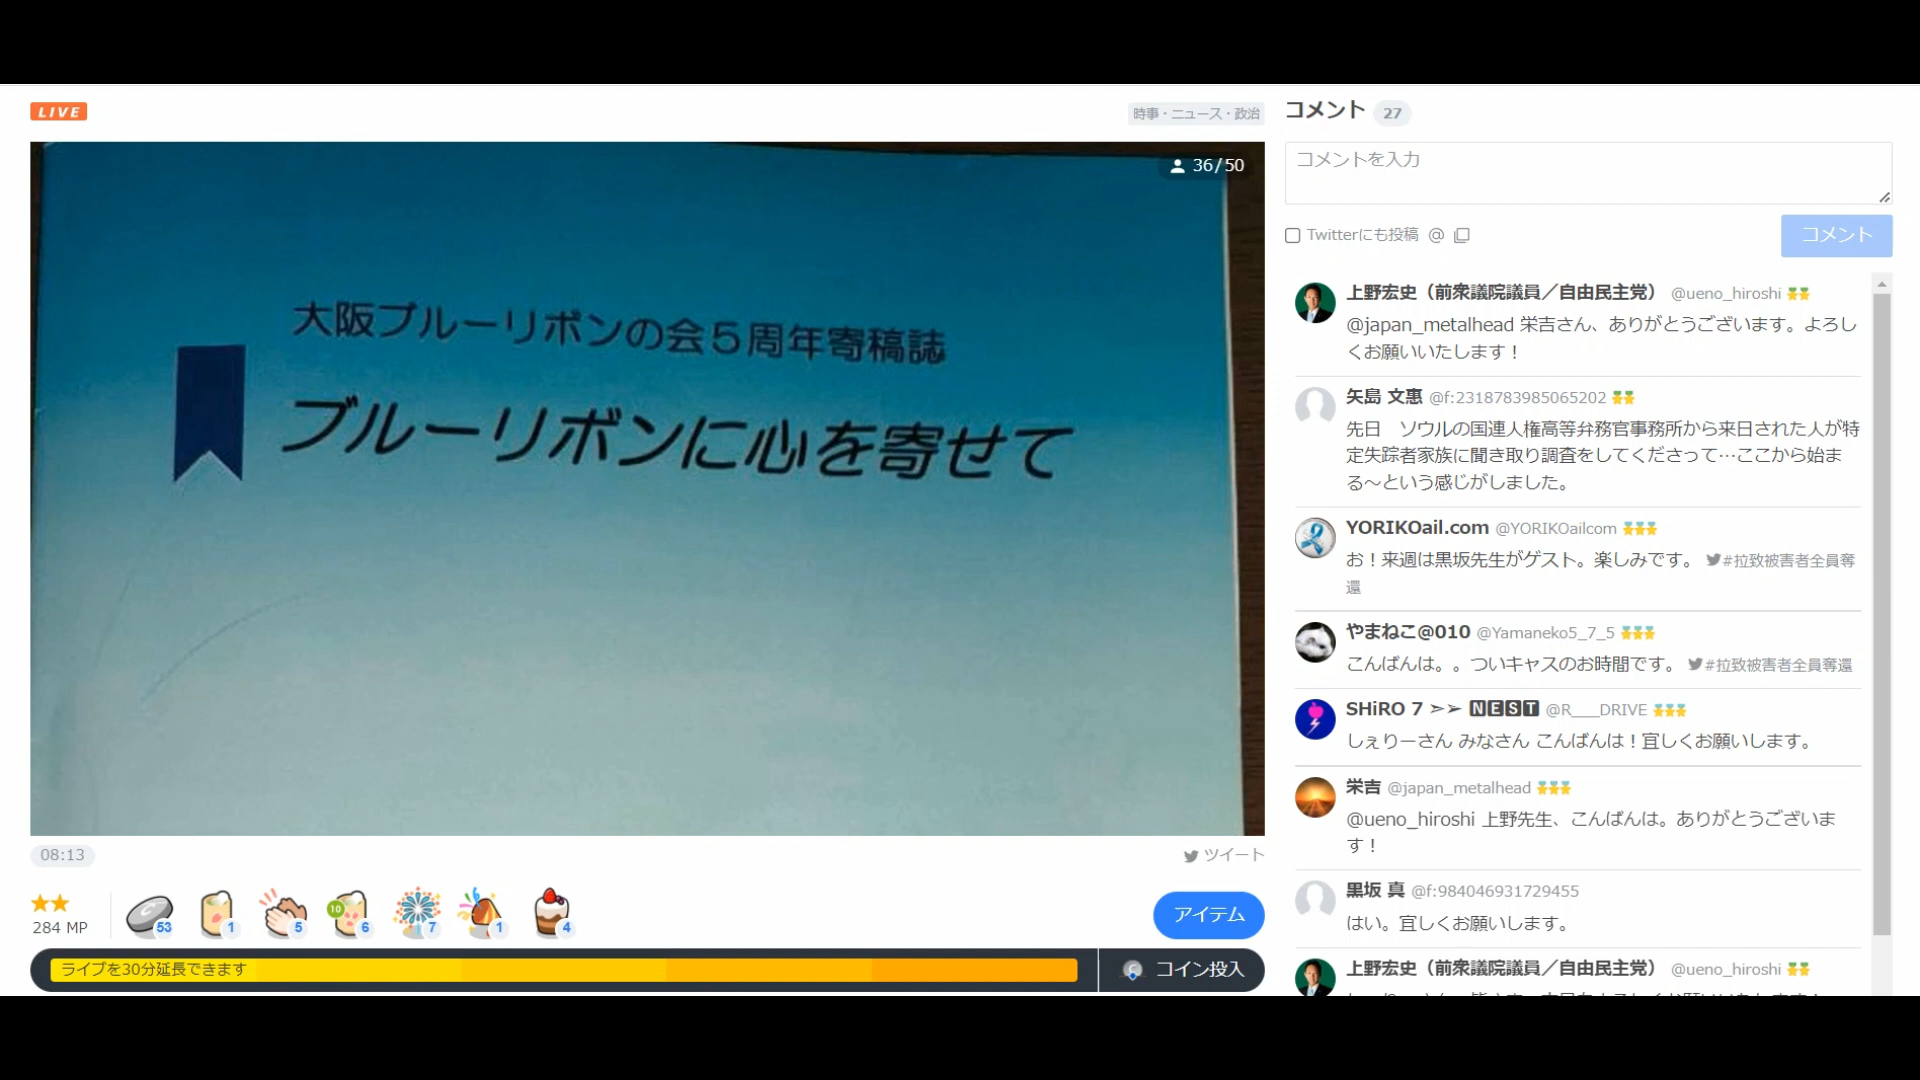 LIVE
時事・ニュース・政治
36/50
大阪ブルーリボンの会5周年寄稿誌
ブルーリボンに心を寄せて
08:13
ツイート
284 MP
53
1
5
10
6
7
1
4
アイテム
ライブを30分延長できます
コイン投入
コメント 27
コメントを入力
Twitterにも投稿 @
コメント
上野宏史（前衆議院議員／自由民主党） @ueno_hiroshi
@japan_metalhead 栄吉さん、ありがとうございます。よろし
くお願いいたします！
矢島 文惠 @f:2318783985065202
先日　ソウルの国連人権高等弁務官事務所から来日された人が特
定失踪者家族に聞き取り調査をしてくださって…ここから始ま
る〜という感じがしました。
YORIKOail.com @YORIKOailcom
お！来週は黒坂先生がゲスト。楽しみです。 #拉致被害者全員奪
還
やまねこ@010 @Yamaneko5_7_5
こんばんは。。ついキャスのお時間です。 #拉致被害者全員奪還
SHiRO 7 ➣➢ NEST @R___DRIVE
しぇりーさん みなさん こんばんは！宜しくお願いします。
栄吉 @japan_metalhead
@ueno_hiroshi 上野先生、こんばんは。ありがとうございま
す！
黒坂 真 @f:984046931729455
はい。宜しくお願いします。
上野宏史（前衆議院議員／自由民主党） @ueno_hiroshi